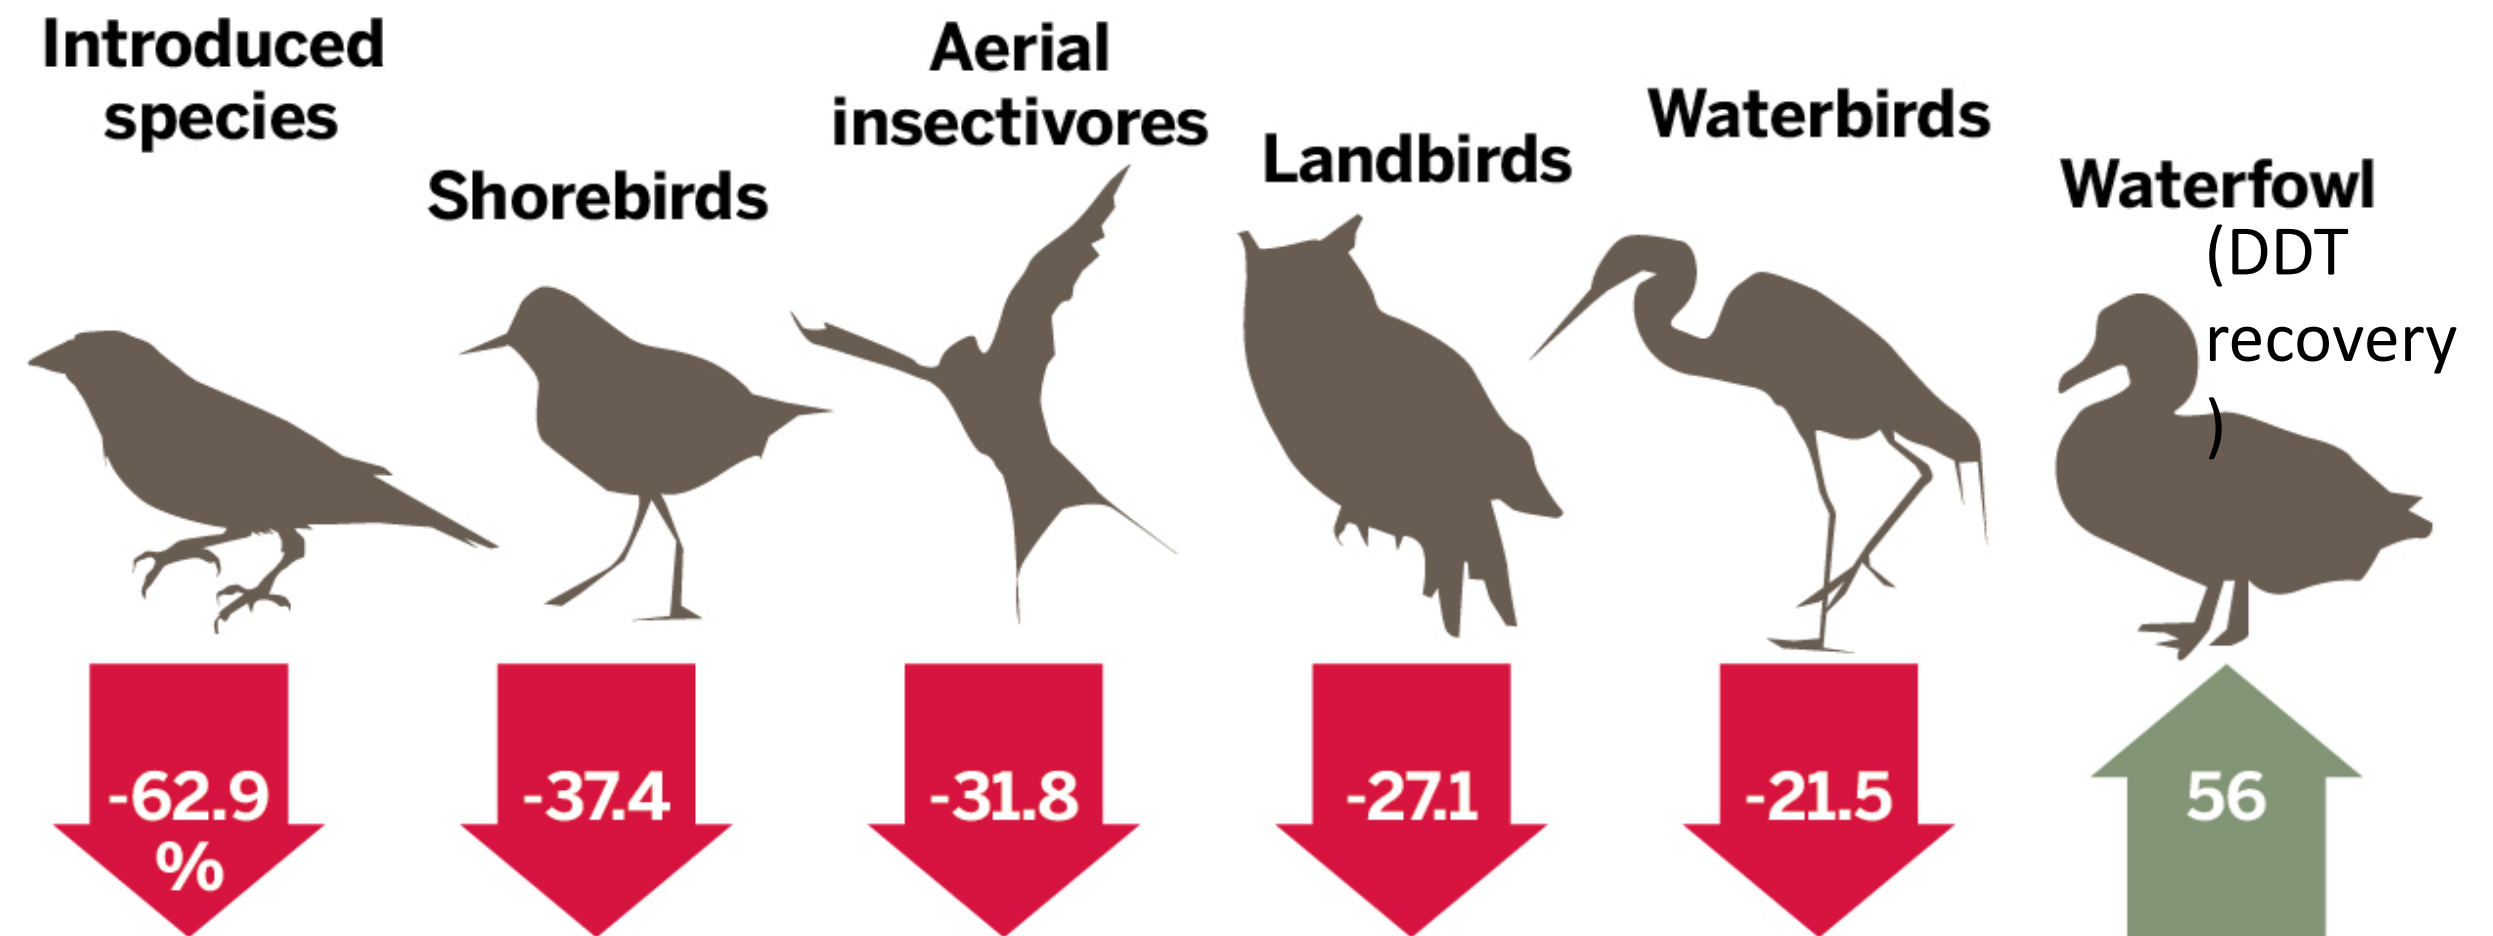 Introduced
species
Shorebirds
Aerial
insectivores
Landbirds
Waterbirds
Waterfowl
(DDT
recovery
)
-62.9
%
-37.4
-31.8
-27.1
-21.5
56